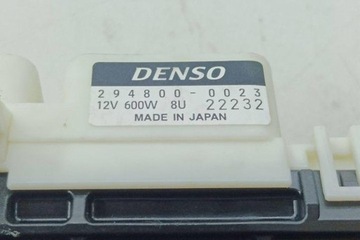 DENSO
294800-0023
12V 600W 8U 22232
MADE IN JAPAN